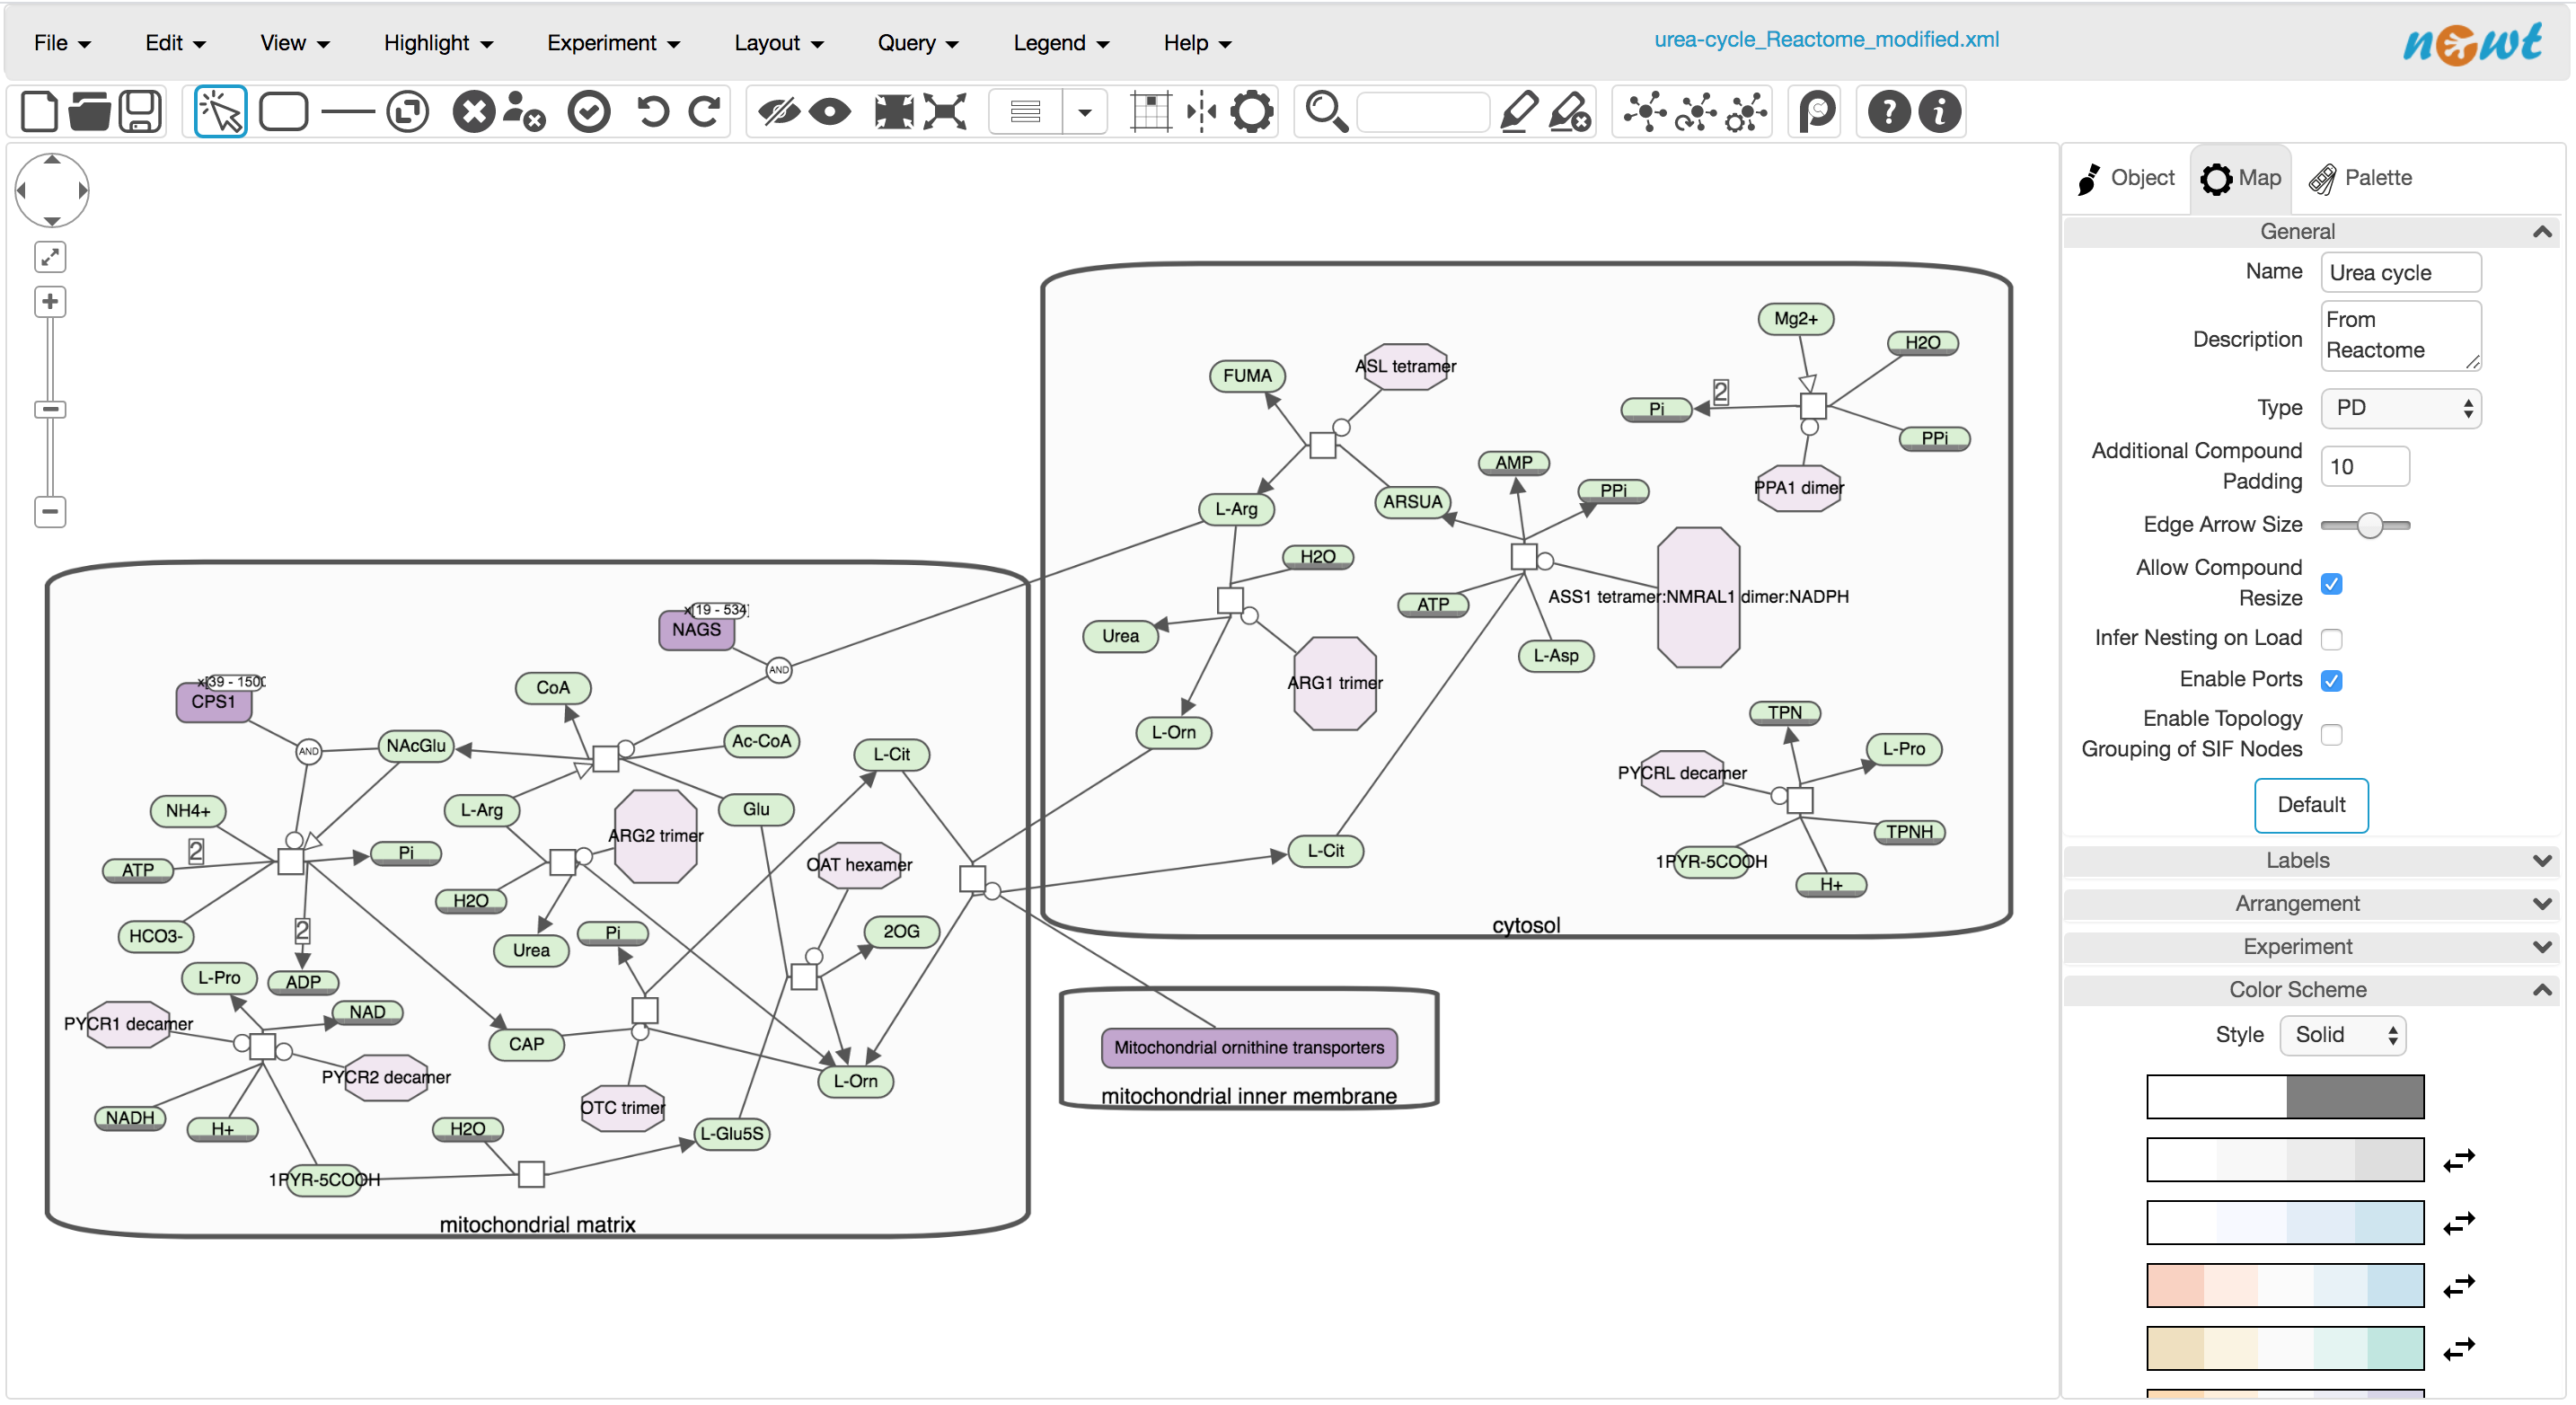 File Edit View Highlight Experiment Layout Query Legend Help
urea-cycle_Reactome_modified.xml
newt
Object Map Palette
General
Name Urea cycle
Description From
Reactome
Type PD
Additional Compound
Padding 10
Edge Arrow Size
Allow Compound
Resize
Infer Nesting on Load
Enable Ports
Enable Topology
Grouping of SIF Nodes
Default
Labels
Arrangement
Experiment
Color Scheme
Style Solid
Mg2+
H2O
ASL tetramer
FUMA
2
Pi
PPi
AMP
PPA1 dimer
PPi
ARSUA
L-Arg
H2O
ASS1 tetramer:NMRAL1 dimer:NADPH
ATP
Urea
L-Asp
ARG1 trimer
L-Orn
TPN
L-Pro
PYCRL decamer
TPNH
L-Cit
1PYR-5COOH
H+
cytosol
x[19 - 534]
NAGS
AND
x[39 - 150
CPS1
CoA
AND
NAcGlu
Ac-CoA
L-Cit
NH4+
L-Arg
Glu
ARG2 trimer
2
Pi
ATP
OAT hexamer
H2O
2
HCO3-
Pi
2OG
Urea
L-Pro
ADP
NAD
PYCR1 decamer
CAP
PYCR2 decamer
L-Orn
OTC trimer
NADH
H+
H2O
L-Glu5S
1PYR-5COOH
mitochondrial matrix
Mitochondrial ornithine transporters
mitochondrial inner membrane